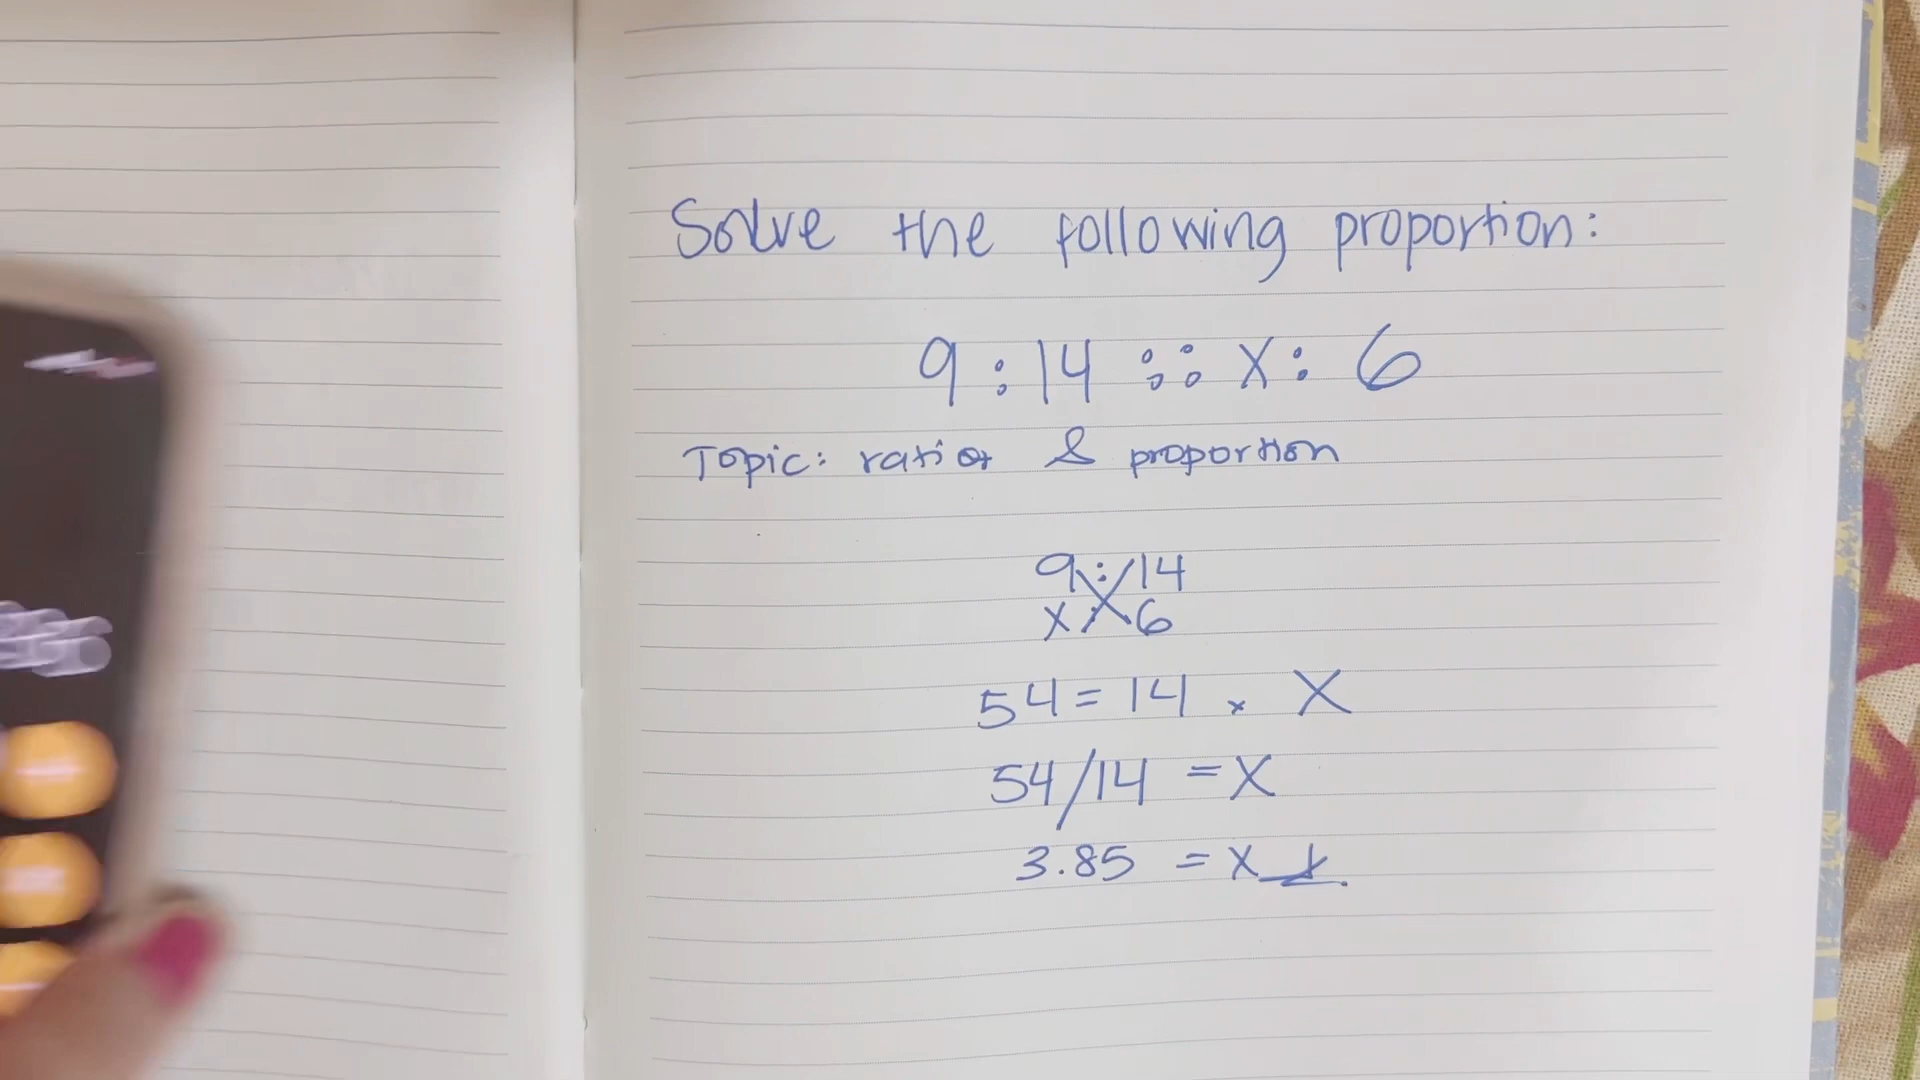 Solve the following proportion:
9 : 14 :: x : 6
Topic: ratio & proportion
9 : 14
x : 6
54 = 14 × X
54/14 = X
3.85 = x